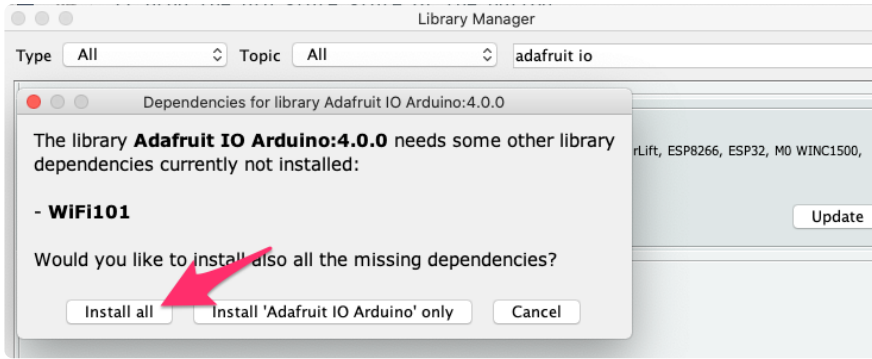 Library Manager
Type All Topic All adafruit io
Dependencies for library Adafruit IO Arduino:4.0.0
The library Adafruit IO Arduino:4.0.0 needs some other library
dependencies currently not installed:
rLift, ESP8266, ESP32, M0 WINC1500,
- WiFi101
Update
Would you like to install also all the missing dependencies?
Install all Install 'Adafruit IO Arduino' only Cancel